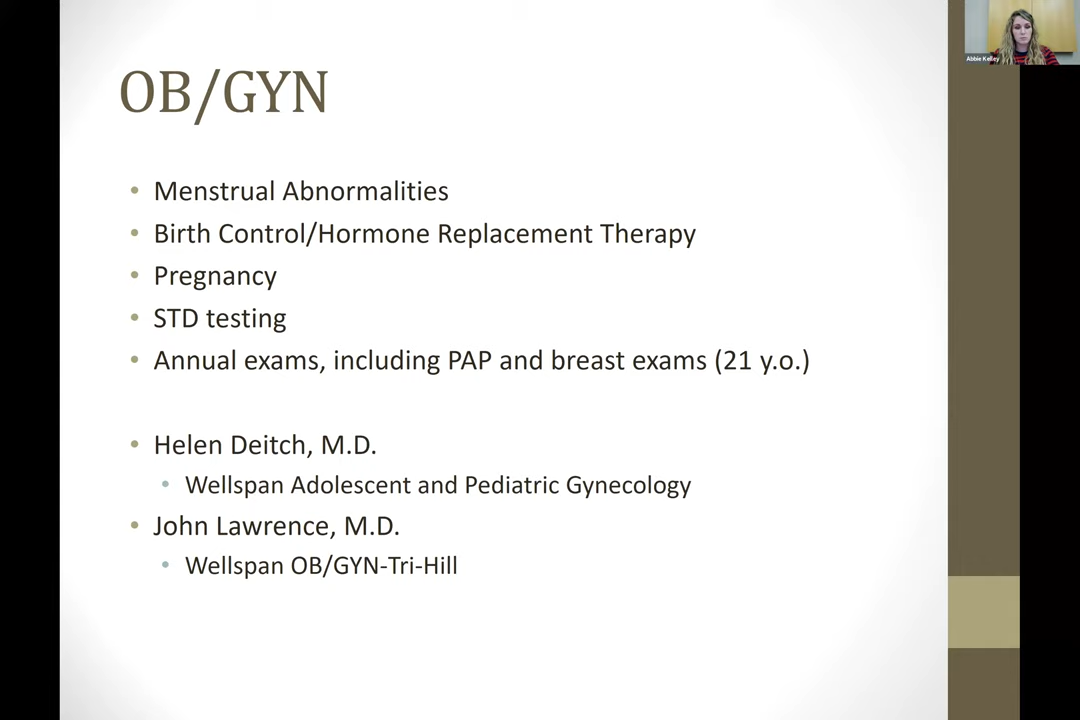 Abbie Kelley
OB/GYN
• Menstrual Abnormalities
• Birth Control/Hormone Replacement Therapy
• Pregnancy
• STD testing
• Annual exams, including PAP and breast exams (21 y.o.)
• Helen Deitch, M.D.
• Wellspan Adolescent and Pediatric Gynecology
• John Lawrence, M.D.
• Wellspan OB/GYN-Tri-Hill